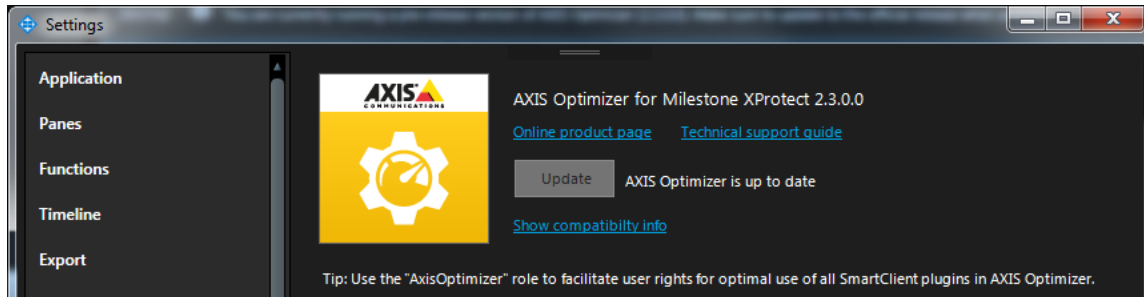 Settings
Application
Panes
Functions
Timeline
Export
AXIS
COMMUNICATIONS
AXIS Optimizer for Milestone XProtect 2.3.0.0
Online product page Technical support guide
Update AXIS Optimizer is up to date
Show compatibilty info
Tip: Use the "AxisOptimizer" role to facilitate user rights for optimal use of all SmartClient plugins in AXIS Optimizer.